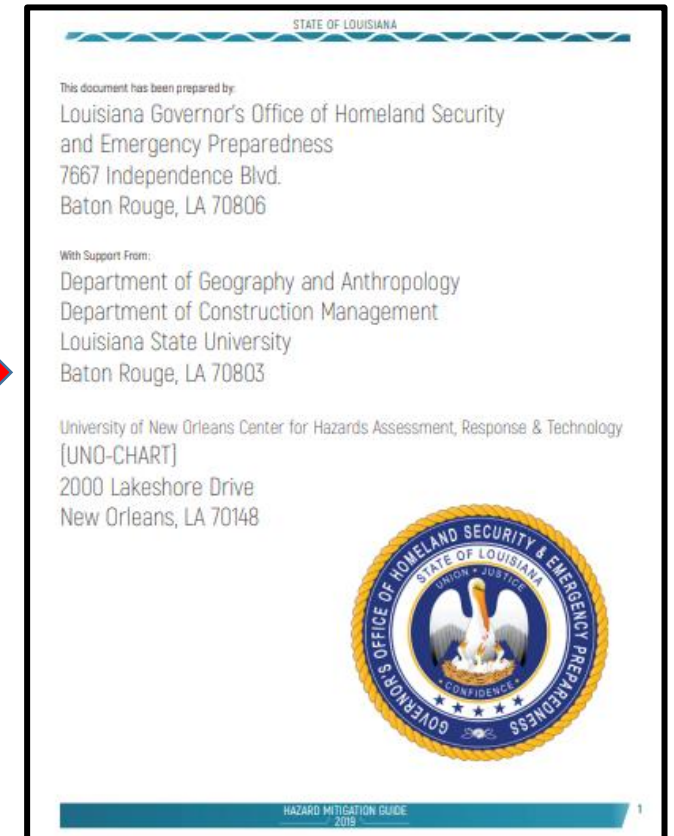 STATE OF LOUISIANA
This document has been prepared by:
Louisiana Governor's Office of Homeland Security
and Emergency Preparedness
7667 Independence Blvd.
Baton Rouge, LA 70806
With Support From:
Department of Geography and Anthropology
Department of Construction Management
Louisiana State University
Baton Rouge, LA 70803
University of New Orleans Center for Hazards Assessment, Response & Technology
(UNO-CHART)
2000 Lakeshore Drive
New Orleans, LA 70148
GOVERNOR'S OFFICE OF HOMELAND SECURITY & EMERGENCY PREPAREDNESS
STATE OF LOUISIANA
UNION • JUSTICE
• CONFIDENCE •
HAZARD MITIGATION GUIDE
2019
1